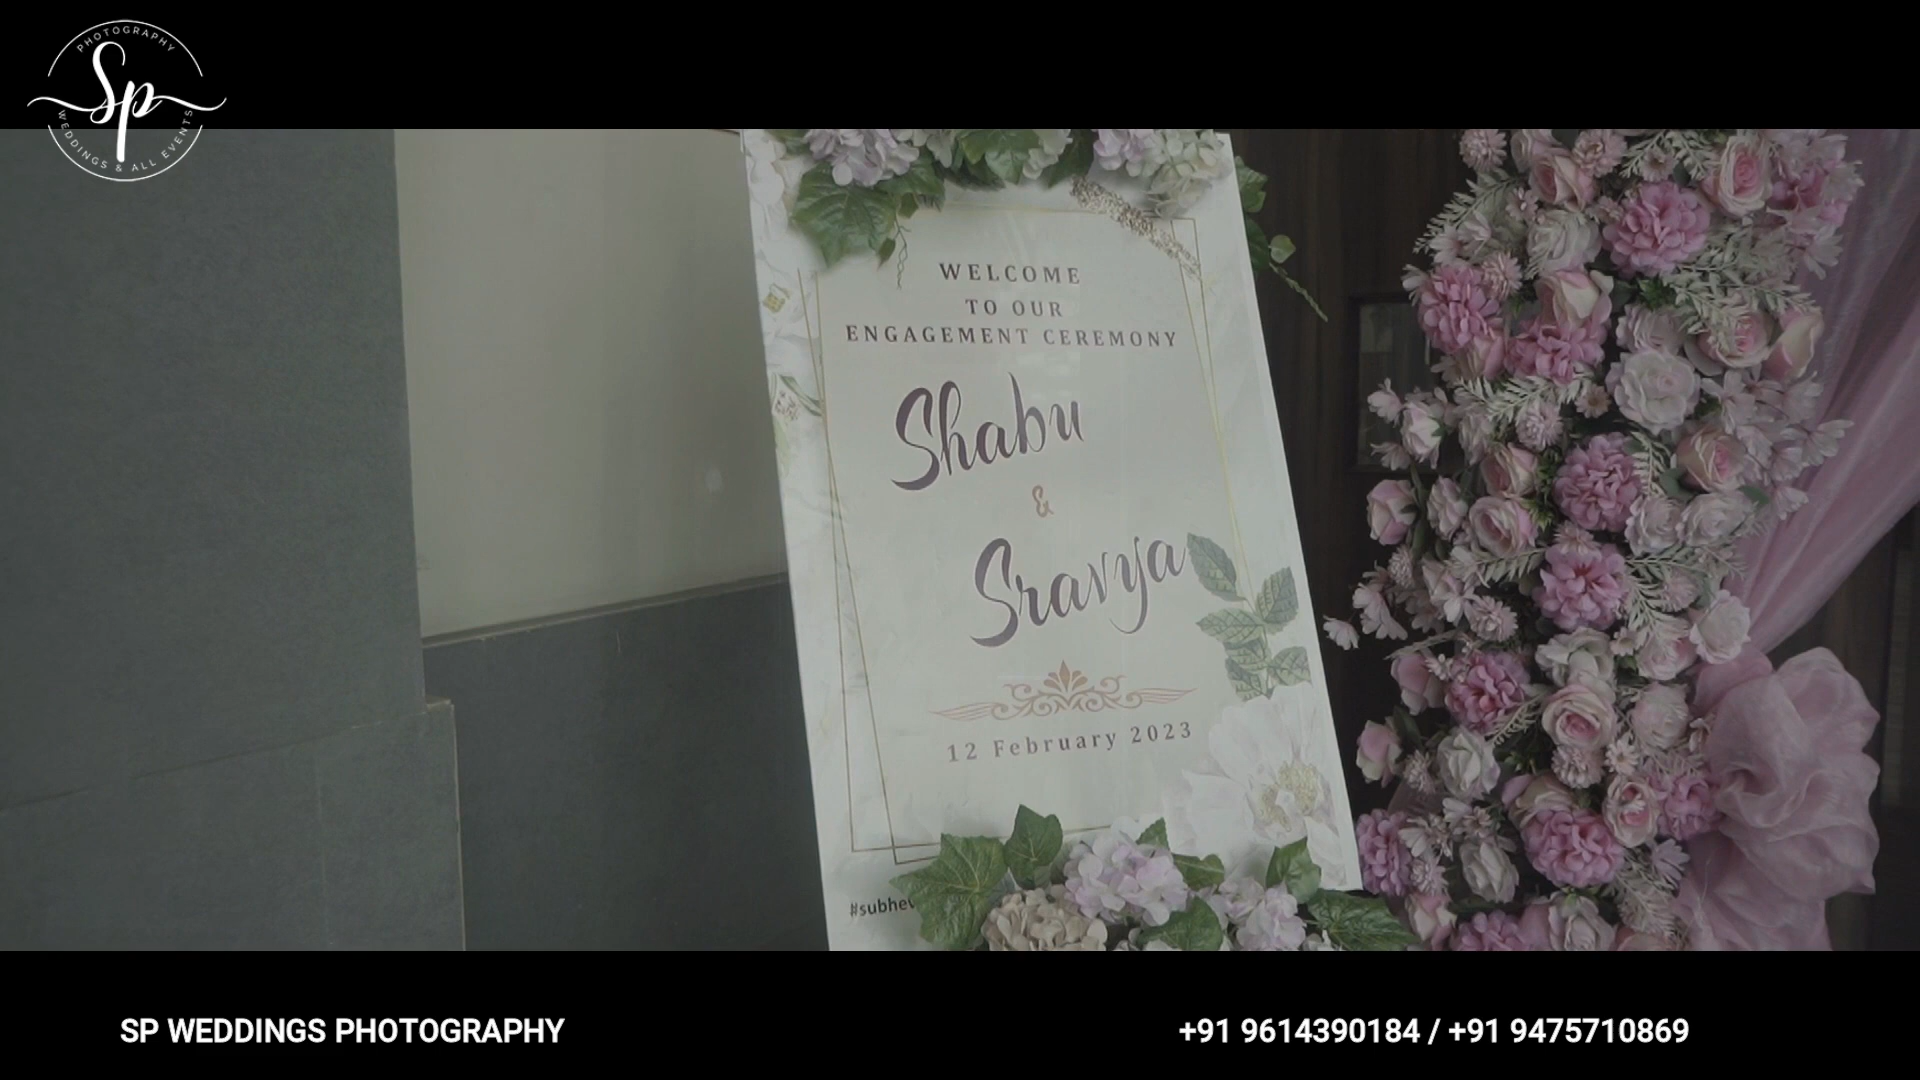 PHOTOGRAPHY
Sp
WEDDINGS & ALL EVENTS
WELCOME
TO OUR
ENGAGEMENT CEREMONY
Shabu
&
Sravya
12 February 2023
SP WEDDINGS PHOTOGRAPHY
+91 9614390184 / +91 9475710869